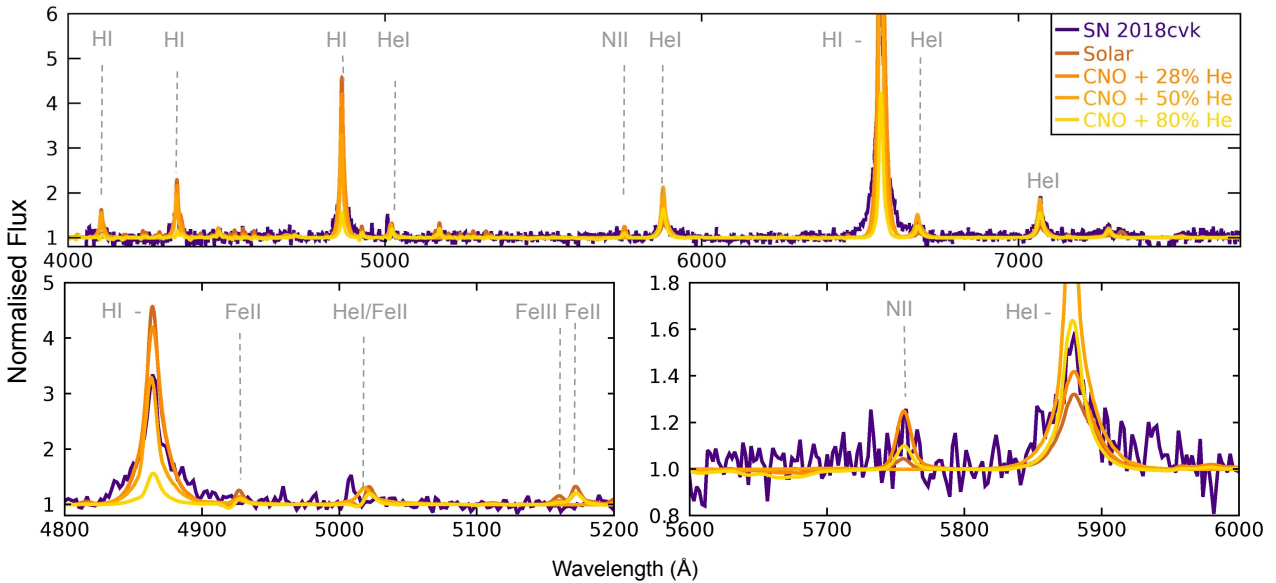 6
5
4
3
2
1
4000 5000 6000 7000
HI HI HI HeI NII HeI HI - HeI HeI
SN 2018cvk
Solar
CNO + 28% He
CNO + 50% He
CNO + 80% He
Normalised Flux
5
4
3
2
1
4800 4900 5000 5100 5200
HI - FeII HeI/FeII FeIII FeII
1.8
1.6
1.4
1.2
1.0
0.8
5600 5700 5800 5900 6000
NII HeI -
Wavelength (Å)